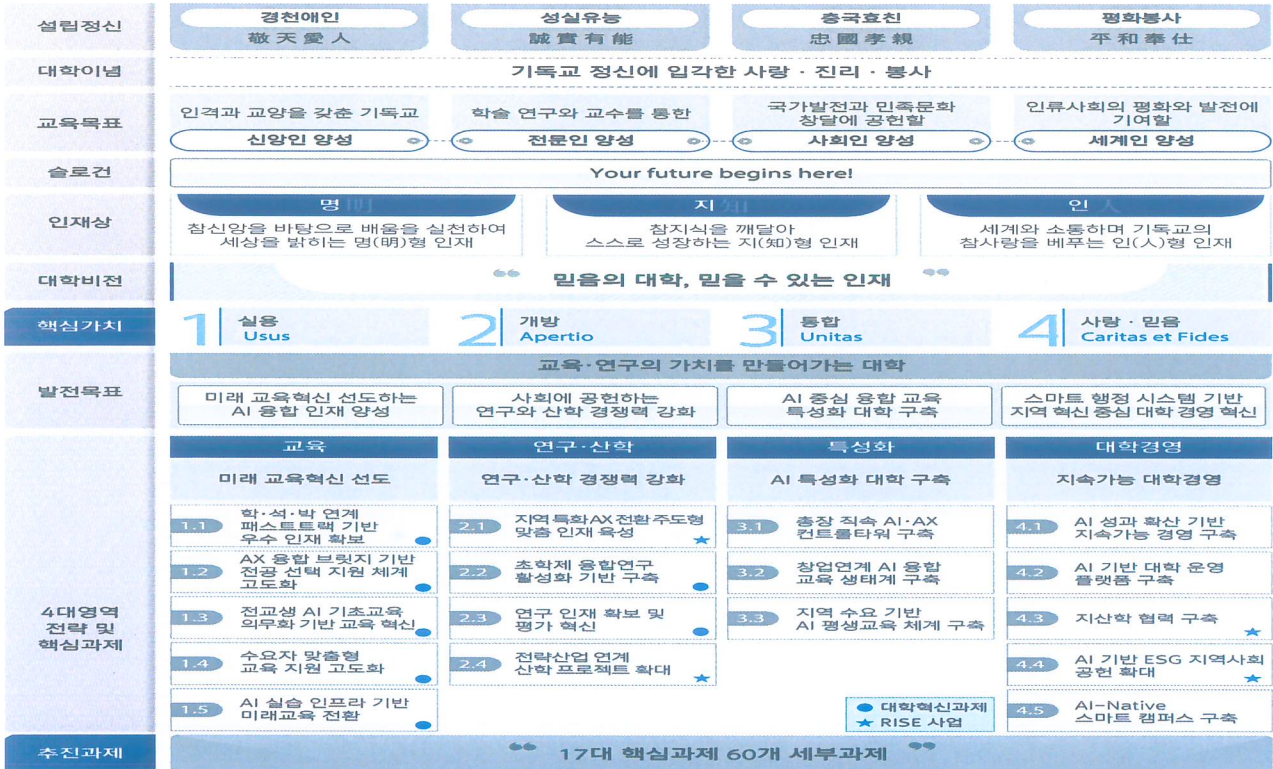 설립정신
경천애인
敬天愛人
성실유능
誠實有能
충국효친
忠國孝親
평화봉사
平和奉仕
대학이념
기독교 정신에 입각한 사랑 · 진리 · 봉사
교육목표
인격과 교양을 갖춘 기독교
신앙인 양성
학술 연구와 교수를 통한
전문인 양성
국가발전과 민족문화
창달에 공헌할
사회인 양성
인류사회의 평화와 발전에
기여할
세계인 양성
슬로건
Your future begins here!
인재상
명 明
참신앙을 바탕으로 배움을 실천하여
세상을 밝히는 명(明)형 인재
지 知
참지식을 깨달아
스스로 성장하는 지(知)형 인재
인 人
세계와 소통하며 기독교의
참사랑을 베푸는 인(人)형 인재
대학비전
“ 믿음의 대학, 믿을 수 있는 인재 ”
핵심가치
1 실용
Usus
2 개방
Apertio
3 통합
Unitas
4 사랑 · 믿음
Caritas et Fides
발전목표
교육·연구의 가치를 만들어가는 대학
미래 교육혁신 선도하는
AI 융합 인재 양성
사회에 공헌하는
연구와 산학 경쟁력 강화
AI 중심 융합 교육
특성화 대학 구축
스마트 행정 시스템 기반
지역 혁신 중심 대학 경영 혁신
4대영역
전략 및
핵심과제
교육
미래 교육혁신 선도
1.1 학·석·박 연계
패스트트랙 기반
우수 인재 확보
1.2 AX 융합 브릿지 기반
전공 선택 지원 체계
고도화
1.3 전교생 AI 기초교육
의무화 기반 교육 혁신
1.4 수요자 맞춤형
교육 지원 고도화
1.5 AI 실습 인프라 기반
미래교육 전환
연구·산학
연구·산학 경쟁력 강화
2.1 지역특화AX전환주도형
맞춤 인재 육성
2.2 초학제 융합연구
활성화 기반 구축
2.3 연구 인재 확보 및
평가 혁신
2.4 전략산업 연계
산학 프로젝트 확대
특성화
AI 특성화 대학 구축
3.1 총장 직속 AI·AX
컨트롤타워 구축
3.2 창업연계 AI 융합
교육 생태계 구축
3.3 지역 수요 기반
AI 평생교육 체계 구축
● 대학혁신과제
★ RISE 사업
대학경영
지속가능 대학경영
4.1 AI 성과 확산 기반
지속가능 경영 구축
4.2 AI 기반 대학 운영
플랫폼 구축
4.3 지산학 협력 구축
4.4 AI 기반 ESG 지역사회
공헌 확대
4.5 AI-Native
스마트 캠퍼스 구축
추진과제
“ 17대 핵심과제 60개 세부과제 ”